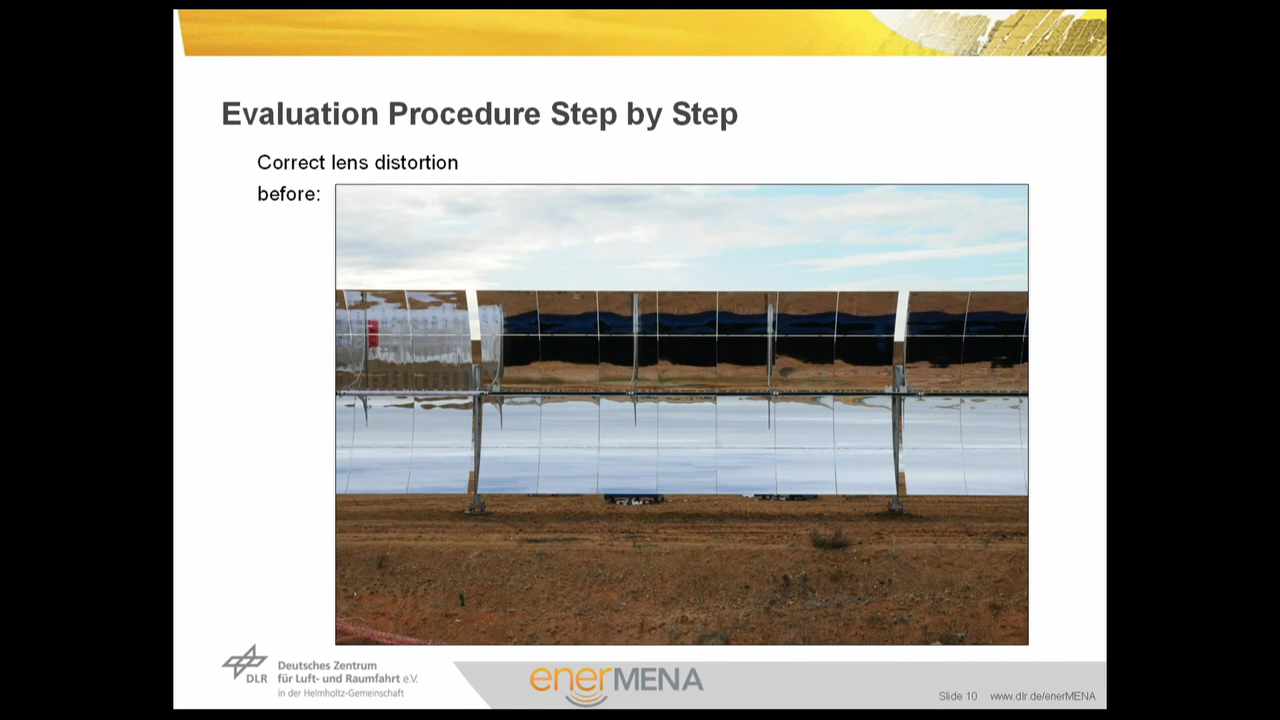 Evaluation Procedure Step by Step
Correct lens distortion
before:
DLR
Deutsches Zentrum
für Luft- und Raumfahrt e.V.
in der Helmholtz-Gemeinschaft
enerMENA
Slide 10 www.dlr.de/enerMENA